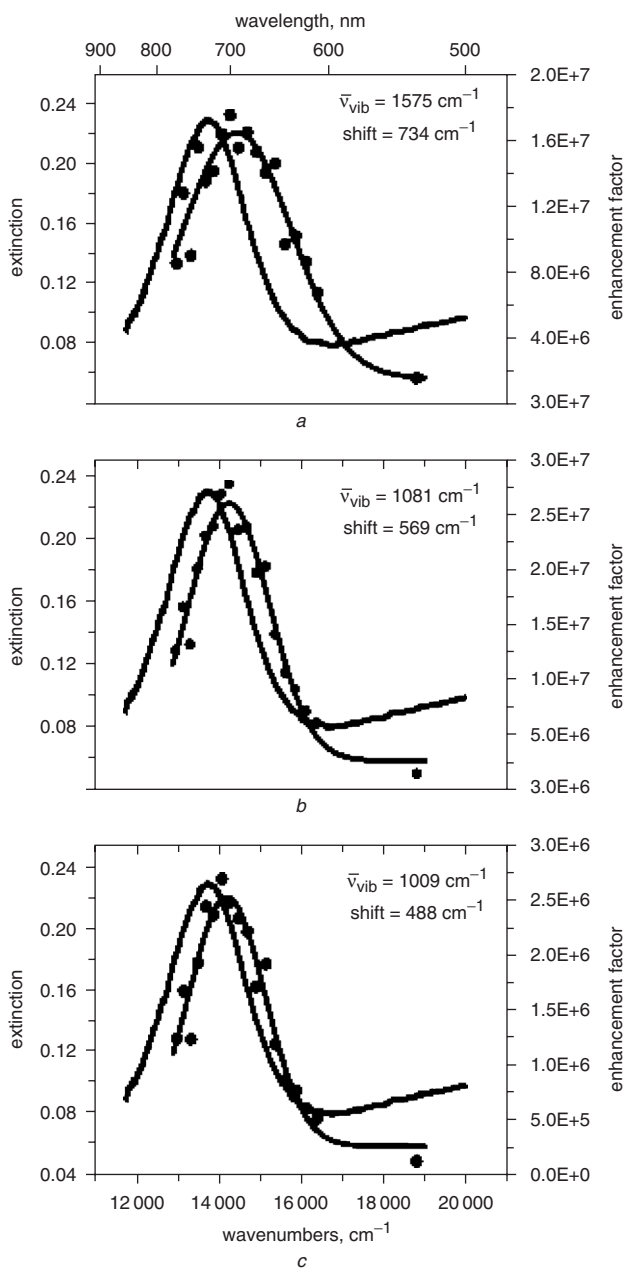 wavelength, nm
900 800 700 600 500
2.0E+7
0.24 ν̅vib = 1575 cm−1
1.6E+7
shift = 734 cm−1
0.20
extinction 0.16 1.2E+7 enhancement factor
0.12 8.0E+6
0.08 4.0E+6
3.0E+7
a
3.0E+7
0.24 ν̅vib = 1081 cm−1
2.5E+7
shift = 569 cm−1
0.20
2.0E+7
extinction 0.16 1.5E+7 enhancement factor
0.12 1.0E+7
0.08 5.0E+6
3.0E+6
b
3.0E+6
0.24 ν̅vib = 1009 cm−1
2.5E+6
shift = 488 cm−1
0.20 2.0E+6
extinction 0.16 1.5E+6 enhancement factor
0.12 1.0E+6
0.08 5.0E+5
0.04 0.0E+0
12 000 14 000 16 000 18 000 20 000
wavenumbers, cm−1
c